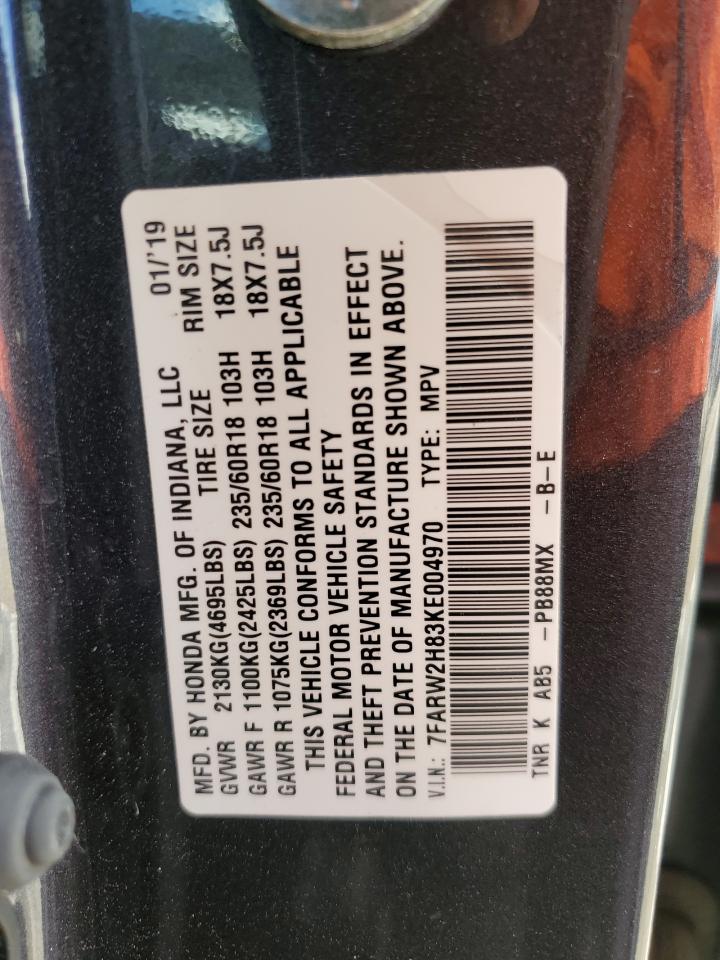 MFD. BY HONDA MFG. OF INDIANA, LLC 01/'19
GVWR 2130KG(4695LBS) TIRE SIZE RIM SIZE
GAWR F 1100KG(2425LBS) 235/60R18 103H 18X7.5J
GAWR R 1075KG(2369LBS) 235/60R18 103H 18X7.5J
THIS VEHICLE CONFORMS TO ALL APPLICABLE
FEDERAL MOTOR VEHICLE SAFETY
AND THEFT PREVENTION STANDARDS IN EFFECT
ON THE DATE OF MANUFACTURE SHOWN ABOVE.
V.I.N.: 7FARW2H83KE004970 TYPE: MPV
TNR K AB5 -PB88MX -B-E